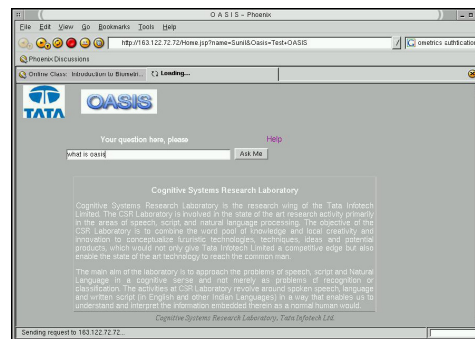 O A S I S - Phoenix
File Edit View Go Bookmarks Tools Help
http://163.122.72.72/Home.jsp?name=Sunil&Oasis=Test+OASIS
ometrics authtication
Phoenix Discussions
Online Class: Introduction to Biometri...
Loading...
TATA
OASIS
Your question here, please
Help
what is oasis
Ask Me
Cognitive Systems Research Laboratory
Cognitive Systems Research Laboratory is the research wing of the Tata Infotech
Limited. The CSR Laboratory is involved in the state of the art research activity primarily
in the areas of speech, script, and natural language processing. The objective of the
CSR Laboratory is to combine the word pool of knowledge and local creativity and
innovation to conceptualize futuristic technologies, techniques, ideas and potential
products, which would not only give Tata Infotech Limited a competitive edge but also
enable the state of the art technology to reach the common man.
The main aim of the laboratory is to approach the problems of speech, script and Natural
Language in a cognitive sense and not merely as problems of recognition or
classification. The activities at CSR Laboratory revolve around spoken speech, language
and written script (in English and other Indian Languages) in a way that enables us to
understand and interpret the information embedded therein as a normal human would.
Cognitive Systems Research Laboratory, Tata Infotech Ltd.
Sending request to 163.122.72.72...